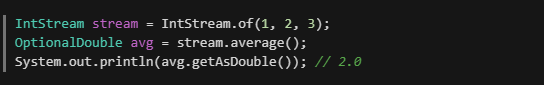 IntStream stream = IntStream.of(1, 2, 3);
OptionalDouble avg = stream.average();
System.out.println(avg.getAsDouble()); // 2.0